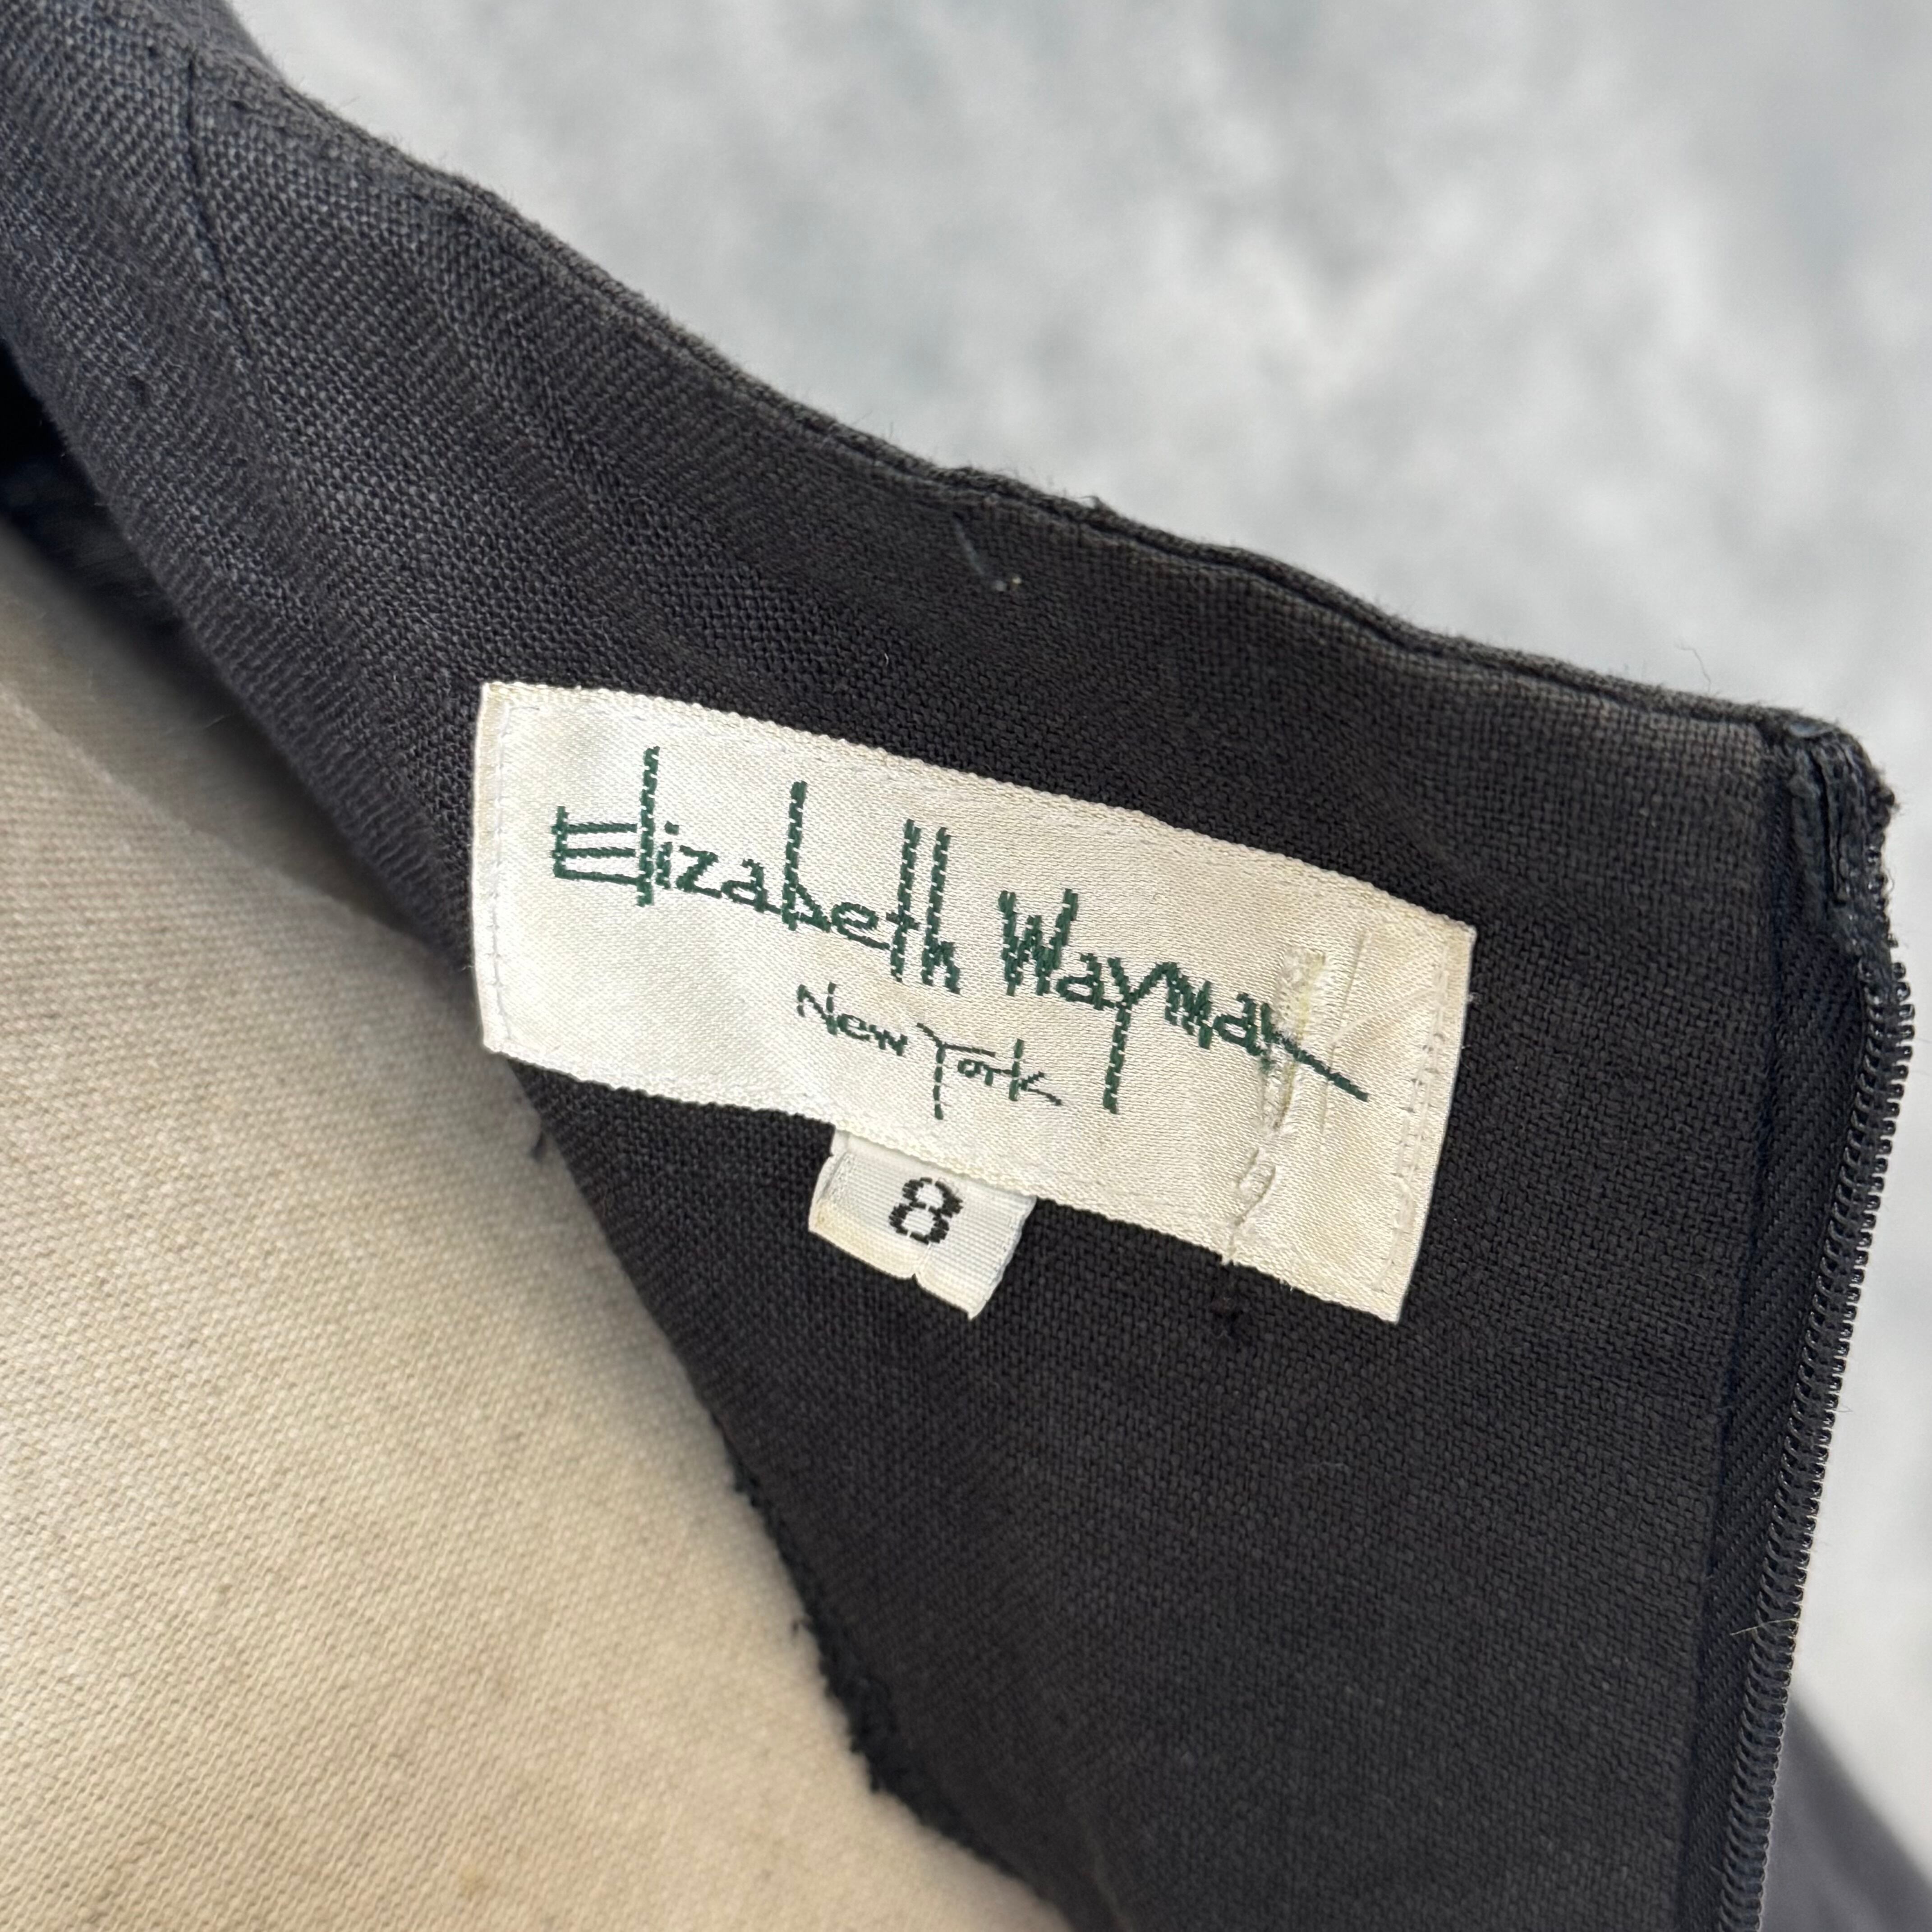 Elizabeth Wayman
New York
8